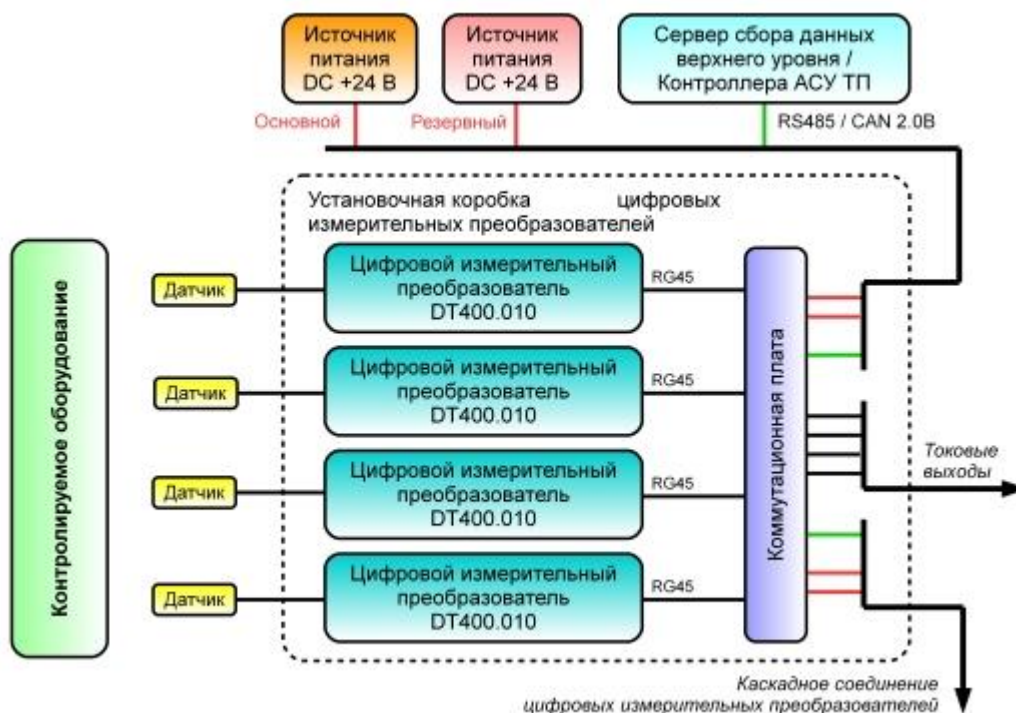 Источник
питания
DC +24 В
Источник
питания
DC +24 В
Сервер сбора данных
верхнего уровня /
Контроллера АСУ ТП
Основной
Резервный
RS485 / CAN 2.0B
Установочная коробка цифровых
измерительных преобразователей
Контролируемое оборудование
Датчик
Цифровой измерительный
преобразователь
DT400.010
RG45
Датчик
Цифровой измерительный
преобразователь
DT400.010
RG45
Датчик
Цифровой измерительный
преобразователь
DT400.010
RG45
Датчик
Цифровой измерительный
преобразователь
DT400.010
RG45
Коммутационная плата
Токовые
выходы
Каскадное соединение
цифровых измерительных преобразователей